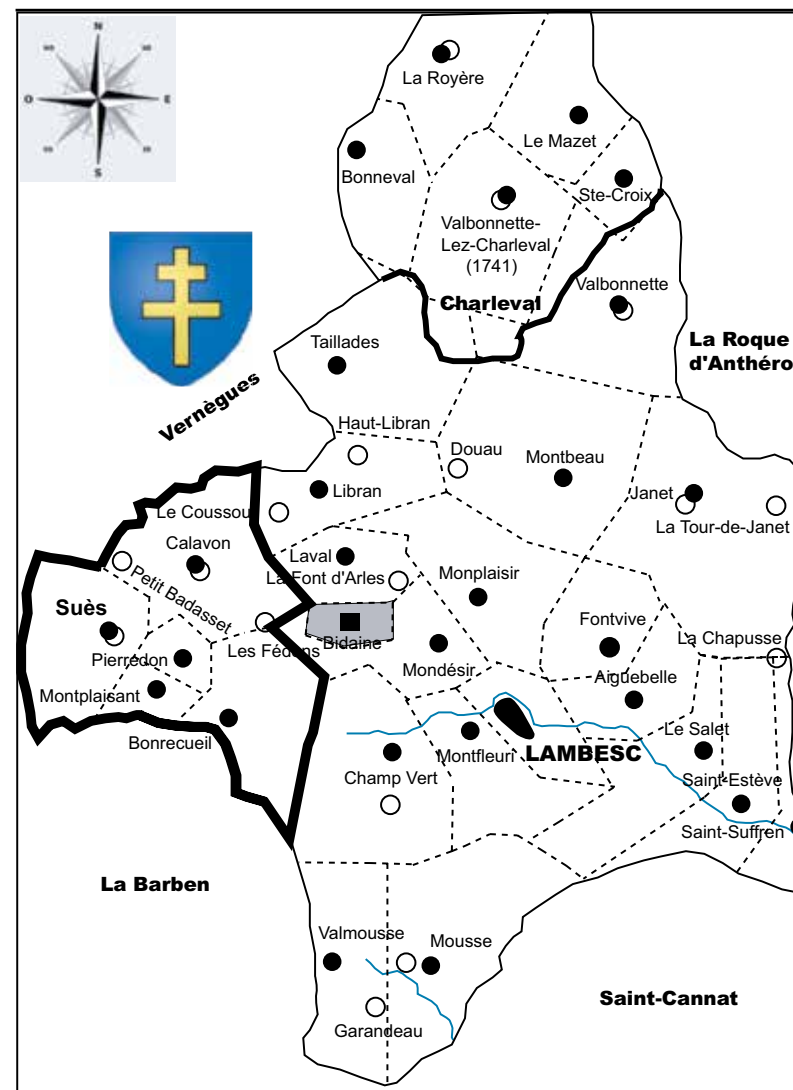 N
O
E
S
La Royère
Le Mazet
Bonneval
Ste-Croix
Valbonnette-
Lez-Charleval
(1741)
Valbonnette
Charleval
La Roque
d'Anthéro
Taillades
Vernègues
Haut-Libran
Douau
Montbeau
Libran
Janet
La Tour-de-Janet
Le Coussou
Calavon
Laval
La Font d'Arles
Petit Badasset
Monplaisir
Suès
Fontvive
Les Fédons
Bidaine
La Chapusse
Pierredon
Mondésir
Aiguebelle
Montplaisant
Le Salet
Bonrecueil
Montfleuri
LAMBESC
Champ Vert
Saint-Estève
Saint-Suffren
La Barben
Valmousse
Mousse
Saint-Cannat
Garandeau